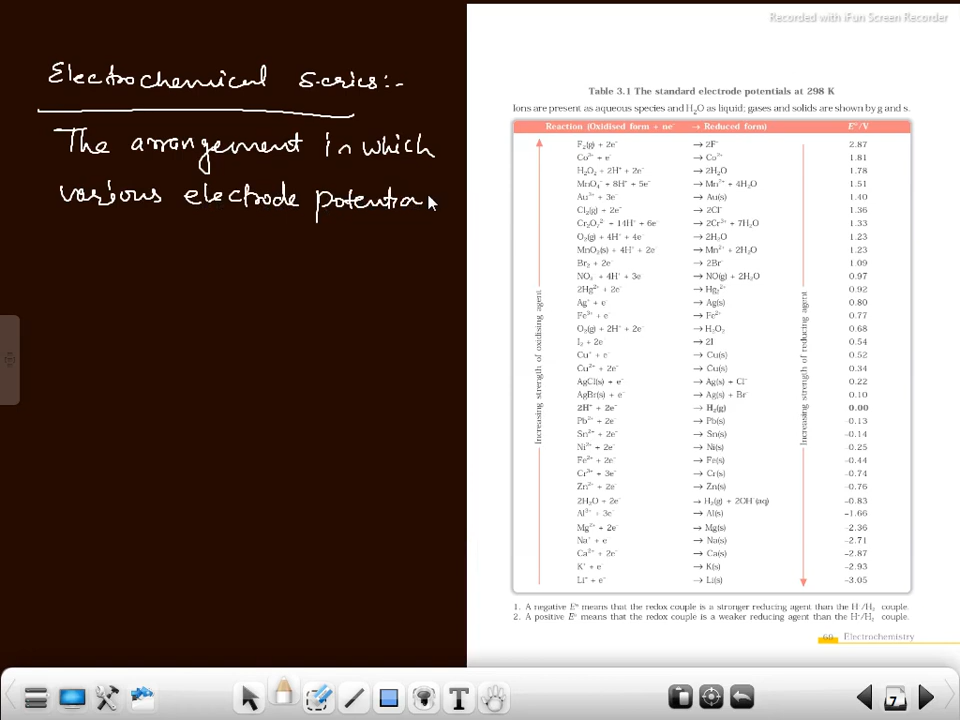 Recorded with iFun Screen Recorder
Electrochemical Series:-
The arrangement in which
various electrode potentia
Table 3.1 The standard electrode potentials at 298 K
Ions are present as aqueous species and H₂O as liquid; gases and solids are shown by g and s.
Reaction (Oxidised form + ne⁻ → Reduced form) E°/V
F₂(g) + 2e⁻ → 2F⁻ 2.87
Co³⁺ + e⁻ → Co²⁺ 1.81
H₂O₂ + 2H⁺ + 2e⁻ → 2H₂O 1.78
MnO₄⁻ + 8H⁺ + 5e⁻ → Mn²⁺ + 4H₂O 1.51
Au³⁺ + 3e⁻ → Au(s) 1.40
Cl₂(g) + 2e⁻ → 2Cl⁻ 1.36
Cr₂O₇²⁻ + 14H⁺ + 6e⁻ → 2Cr³⁺ + 7H₂O 1.33
O₂(g) + 4H⁺ + 4e⁻ → 2H₂O 1.23
MnO₂(s) + 4H⁺ + 2e⁻ → Mn²⁺ + 2H₂O 1.23
Br₂ + 2e⁻ → 2Br⁻ 1.09
NO₃⁻ + 4H⁺ + 3e⁻ → NO(g) + 2H₂O 0.97
2Hg²⁺ + 2e⁻ → Hg₂²⁺ 0.92
Ag⁺ + e⁻ → Ag(s) 0.80
Fe³⁺ + e⁻ → Fe²⁺ 0.77
O₂(g) + 2H⁺ + 2e⁻ → H₂O₂ 0.68
I₂ + 2e⁻ → 2I⁻ 0.54
Cu⁺ + e⁻ → Cu(s) 0.52
Cu²⁺ + 2e⁻ → Cu(s) 0.34
AgCl(s) + e⁻ → Ag(s) + Cl⁻ 0.22
AgBr(s) + e⁻ → Ag(s) + Br⁻ 0.10
2H⁺ + 2e⁻ → H₂(g) 0.00
Pb²⁺ + 2e⁻ → Pb(s) –0.13
Sn²⁺ + 2e⁻ → Sn(s) –0.14
Ni²⁺ + 2e⁻ → Ni(s) –0.25
Fe²⁺ + 2e⁻ → Fe(s) –0.44
Cr³⁺ + 3e⁻ → Cr(s) –0.74
Zn²⁺ + 2e⁻ → Zn(s) –0.76
2H₂O + 2e⁻ → H₂(g) + 2OH⁻(aq) –0.83
Al³⁺ + 3e⁻ → Al(s) –1.66
Mg²⁺ + 2e⁻ → Mg(s) –2.36
Na⁺ + e⁻ → Na(s) –2.71
Ca²⁺ + 2e⁻ → Ca(s) –2.87
K⁺ + e⁻ → K(s) –2.93
Li⁺ + e⁻ → Li(s) –3.05
Increasing strength of oxidising agent
Increasing strength of reducing agent
1. A negative E° means that the redox couple is a stronger reducing agent than the H⁺/H₂ couple.
2. A positive E° means that the redox couple is a weaker reducing agent than the H⁺/H₂ couple.
60 Electrochemistry
T
7